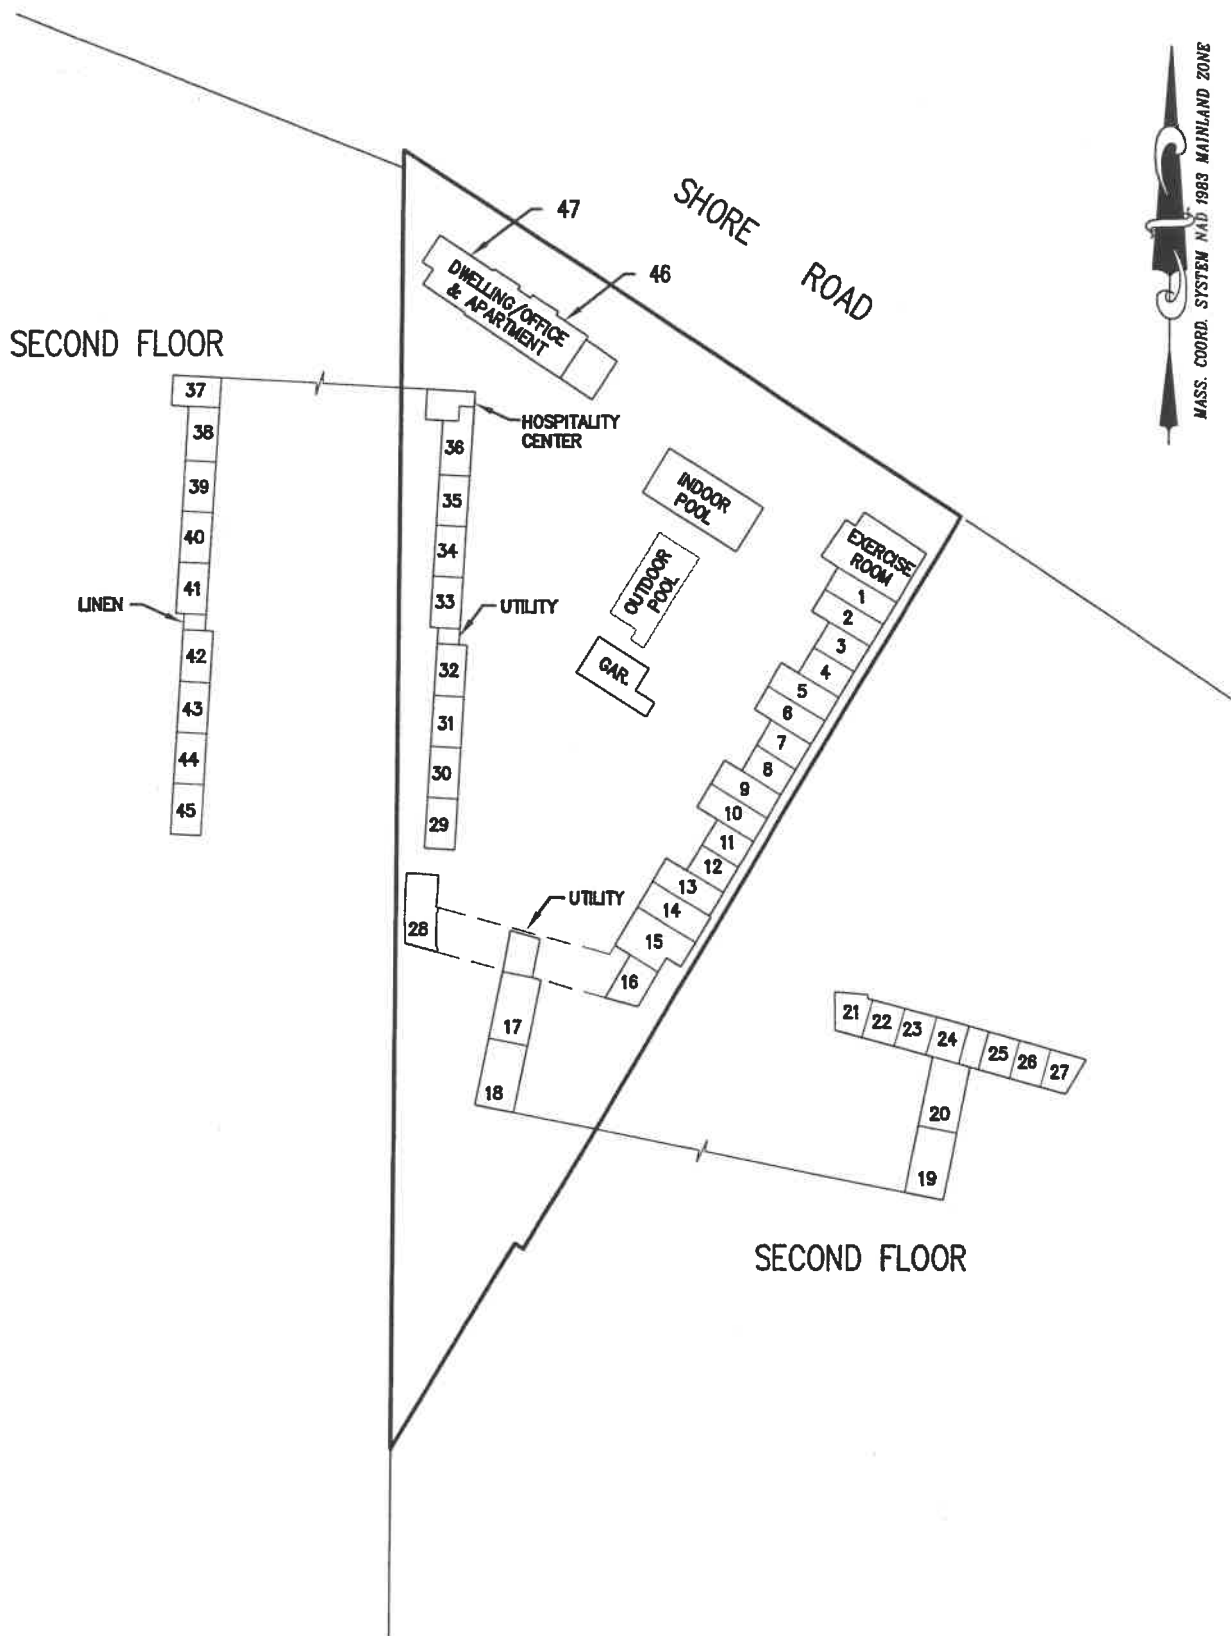 MASS. COORD. SYSTEM NAD 1983 MAINLAND ZONE
SHORE
ROAD
47
46
DWELLING/OFFICE
& APARTMENT
SECOND FLOOR
37
38
39
40
41
LINEN
42
43
44
45
HOSPITALITY
CENTER
36
35
34
33
UTILITY
32
31
30
29
28
INDOOR
POOL
OUTDOOR
POOL
GAR.
EXERCISE
ROOM
1
2
3
4
5
6
7
8
9
10
11
12
13
14
15
16
UTILITY
17
18
21
22
23
24
25
26
27
20
19
SECOND FLOOR